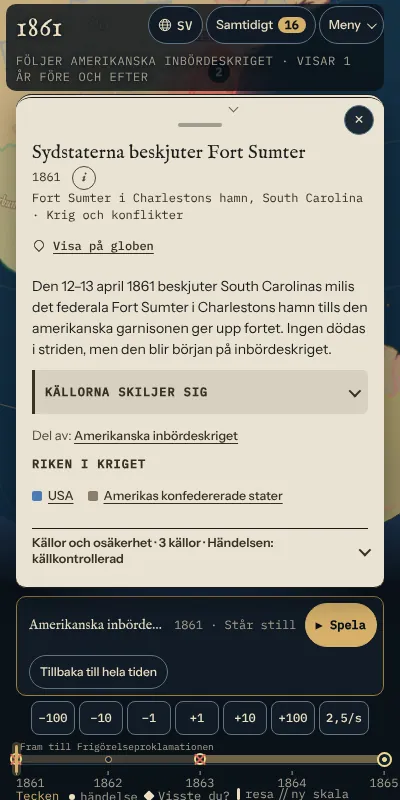 1861
SV
Samtidigt 16
Meny
FÖLJER AMERIKANSKA INBÖRDESKRIGET · VISAR 1
ÅR FÖRE OCH EFTER
2
×
Sydstaterna beskjuter Fort Sumter
1861 i
Fort Sumter i Charlestons hamn, South Carolina
· Krig och konflikter
Visa på globen
Den 12–13 april 1861 beskjuter South Carolinas milis
det federala Fort Sumter i Charlestons hamn tills den
amerikanska garnisonen ger upp fortet. Ingen dödas
i striden, men den blir början på inbördeskriget.
KÄLLORNA SKILJER SIG
Del av: Amerikanska inbördeskriget
RIKEN I KRIGET
USA Amerikas konfedererade stater
Källor och osäkerhet · 3 källor · Händelsen:
källkontrollerad
Amerikanska inbörde... 1861 · Står still ▶ Spela
Tillbaka till hela tiden
−100 −10 −1 +1 +10 +100 2,5/s
Fram till Frigörelseproklamationen
1861 1862 1863 1864 1865
Tecken händelse Visste du? resa // ny skala